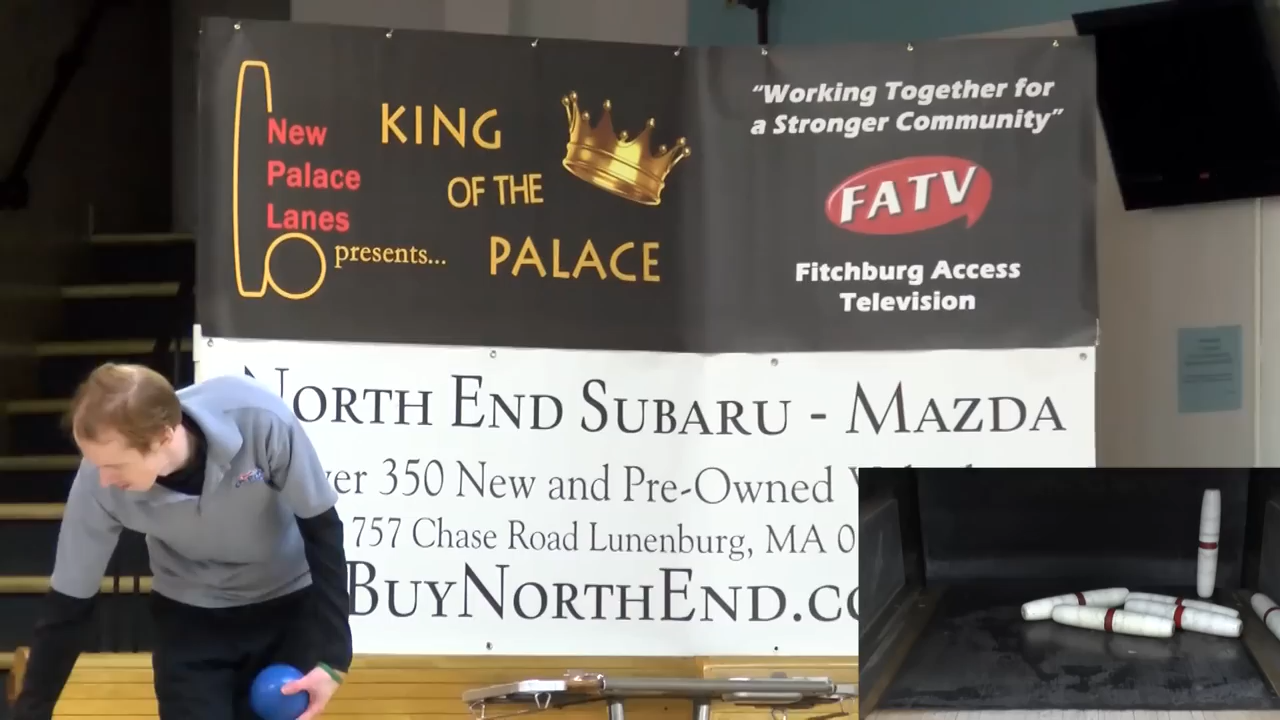 New
Palace
Lanes
presents...
KING
OF THE
PALACE
"Working Together for
a Stronger Community"
FATV
Fitchburg Access
Television
NORTH END SUBARU - MAZDA
350 New and Pre-Owned
757 Chase Road Lunenburg, MA
BUYNORTHEND.CO